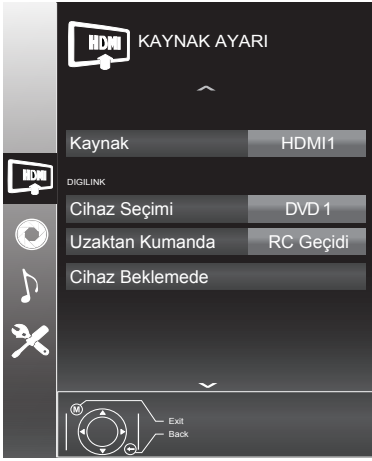 HDMI KAYNAK AYARI
Kaynak HDMI1
HDMI
DIGILINK
Cihaz Seçimi DVD 1
Uzaktan Kumanda RC Geçidi
Cihaz Beklemede
M
Exit
Back